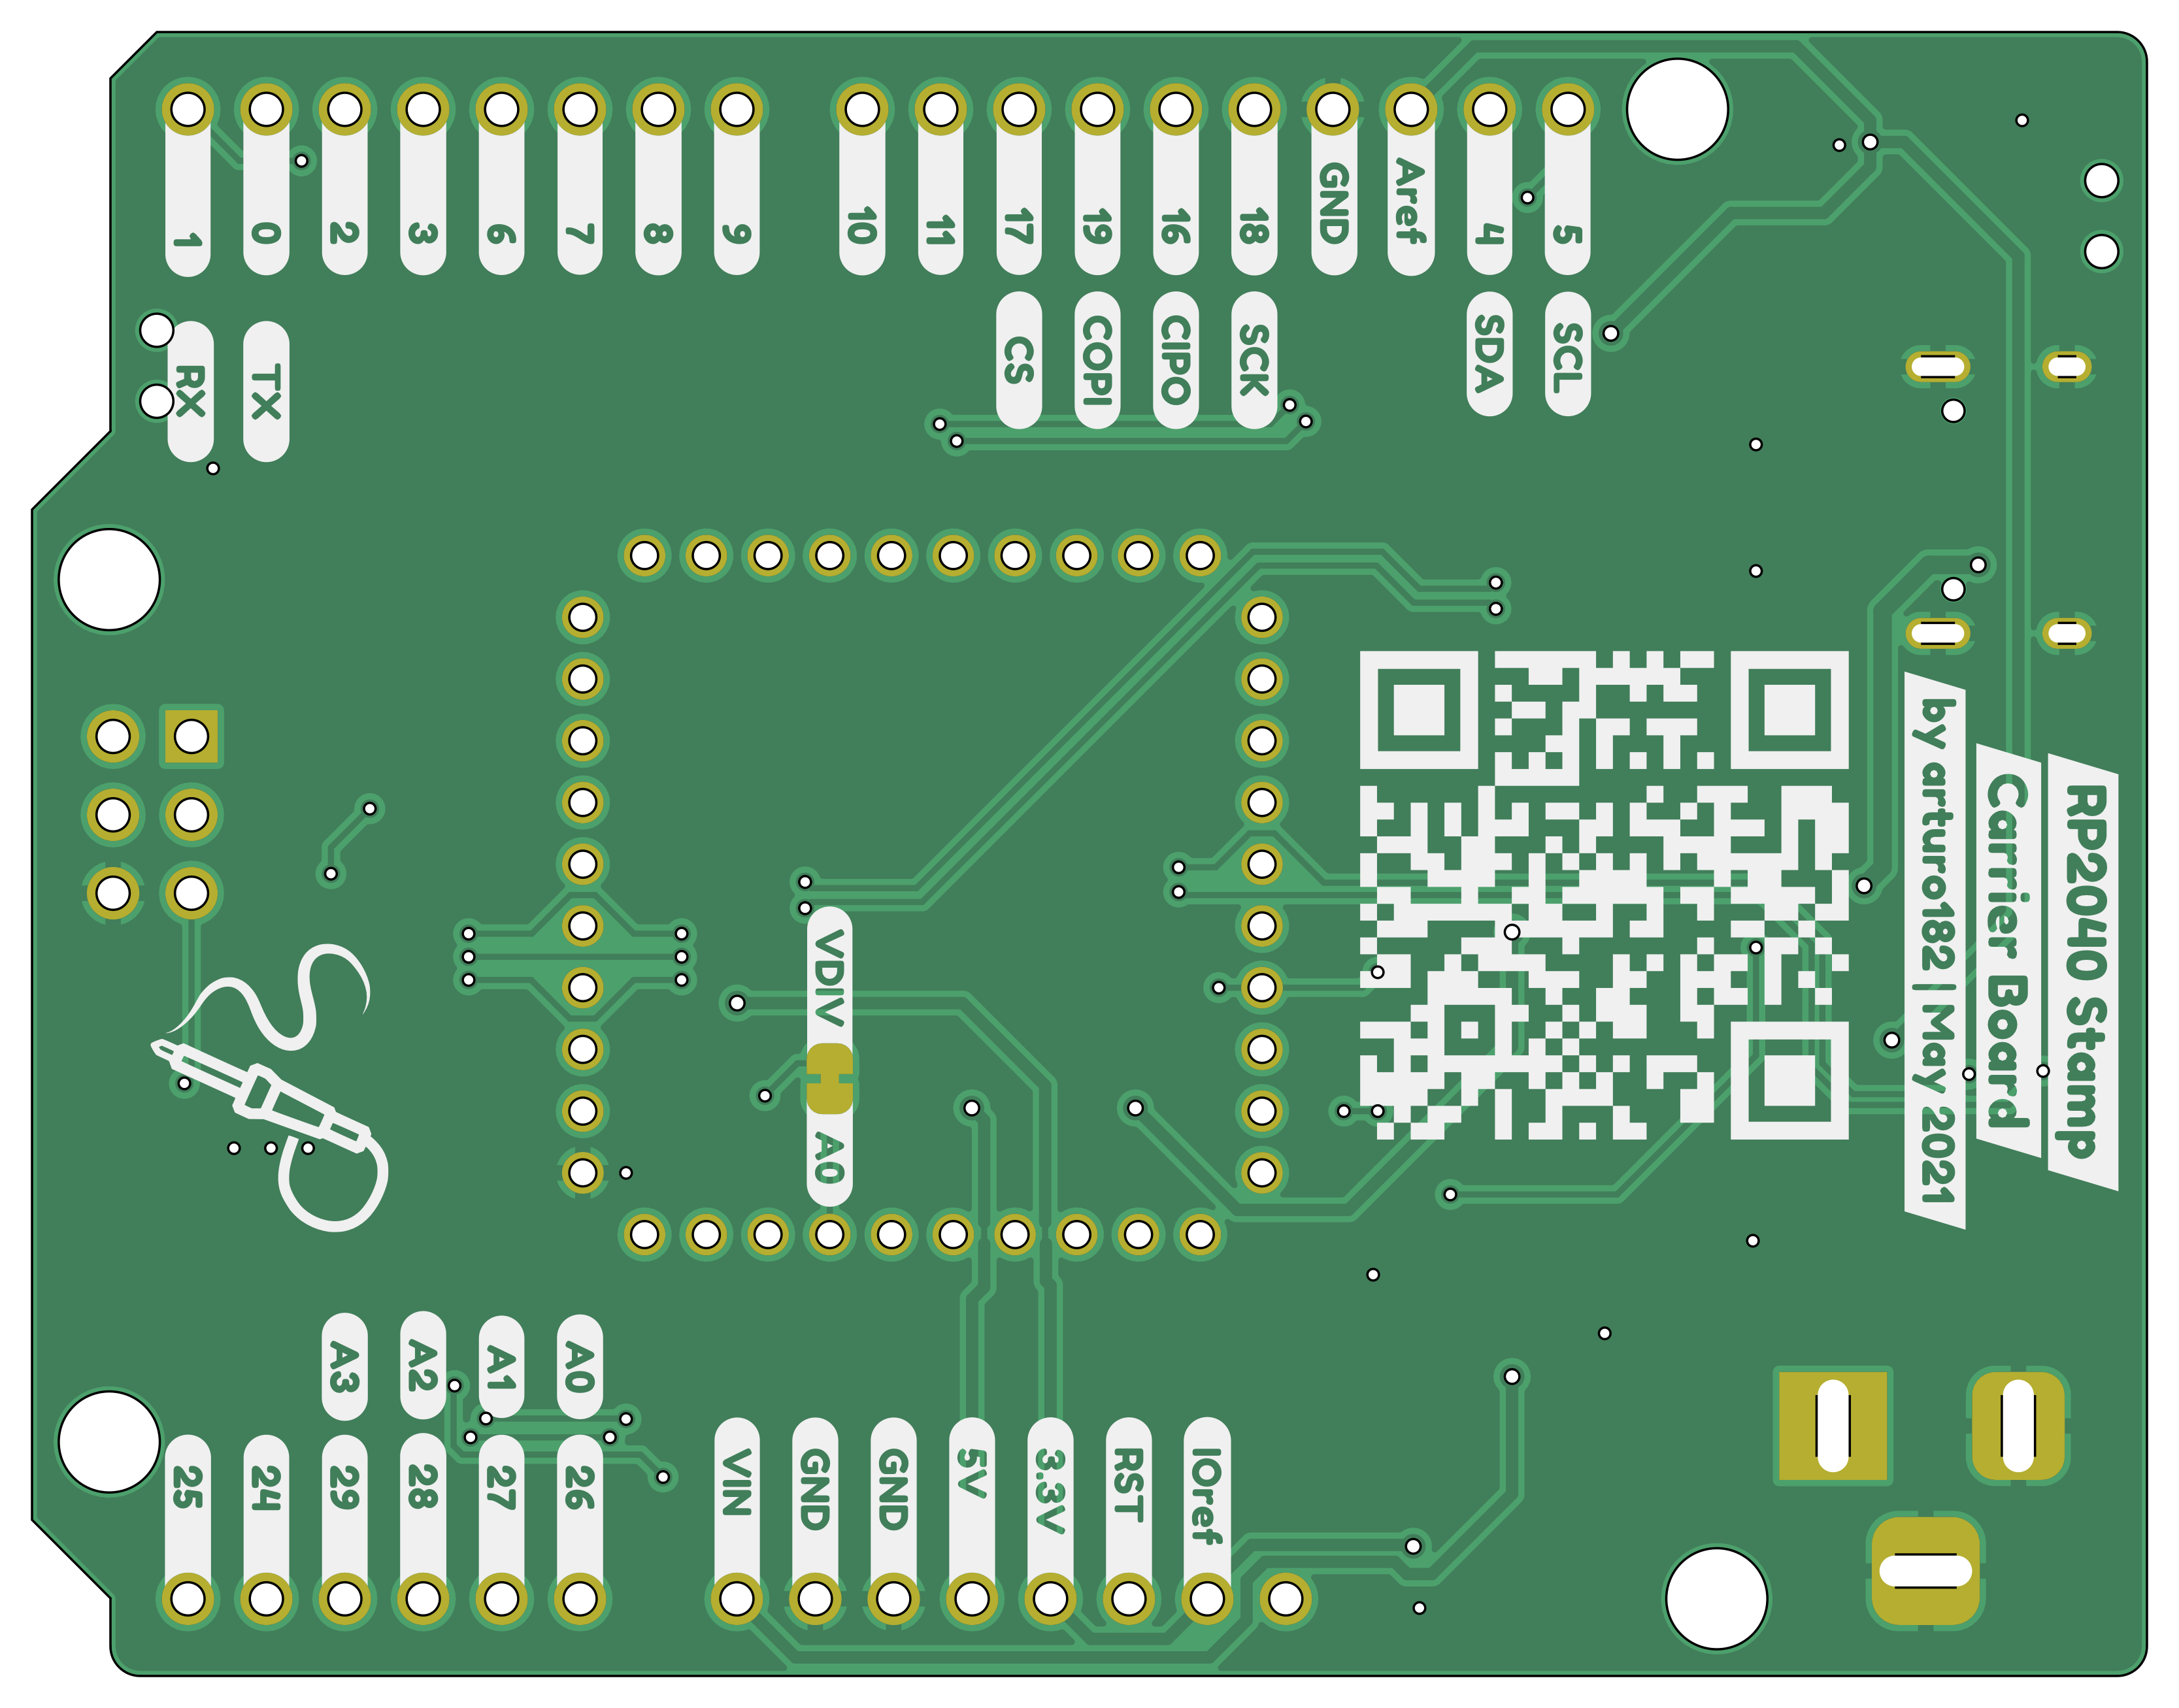 1
0
2
3
6
7
8
9
10
11
17
19
16
18
GND
Aref
4
5
RX
TX
CS
COPI
CIPO
SCK
SDA
SCL
VDIV
A0
RP2040 Stamp
Carrier Board
by arturo182 | May 2021
A3
A2
A1
A0
25
24
29
28
27
26
VIN
GND
GND
5V
3.3V
RST
IOref